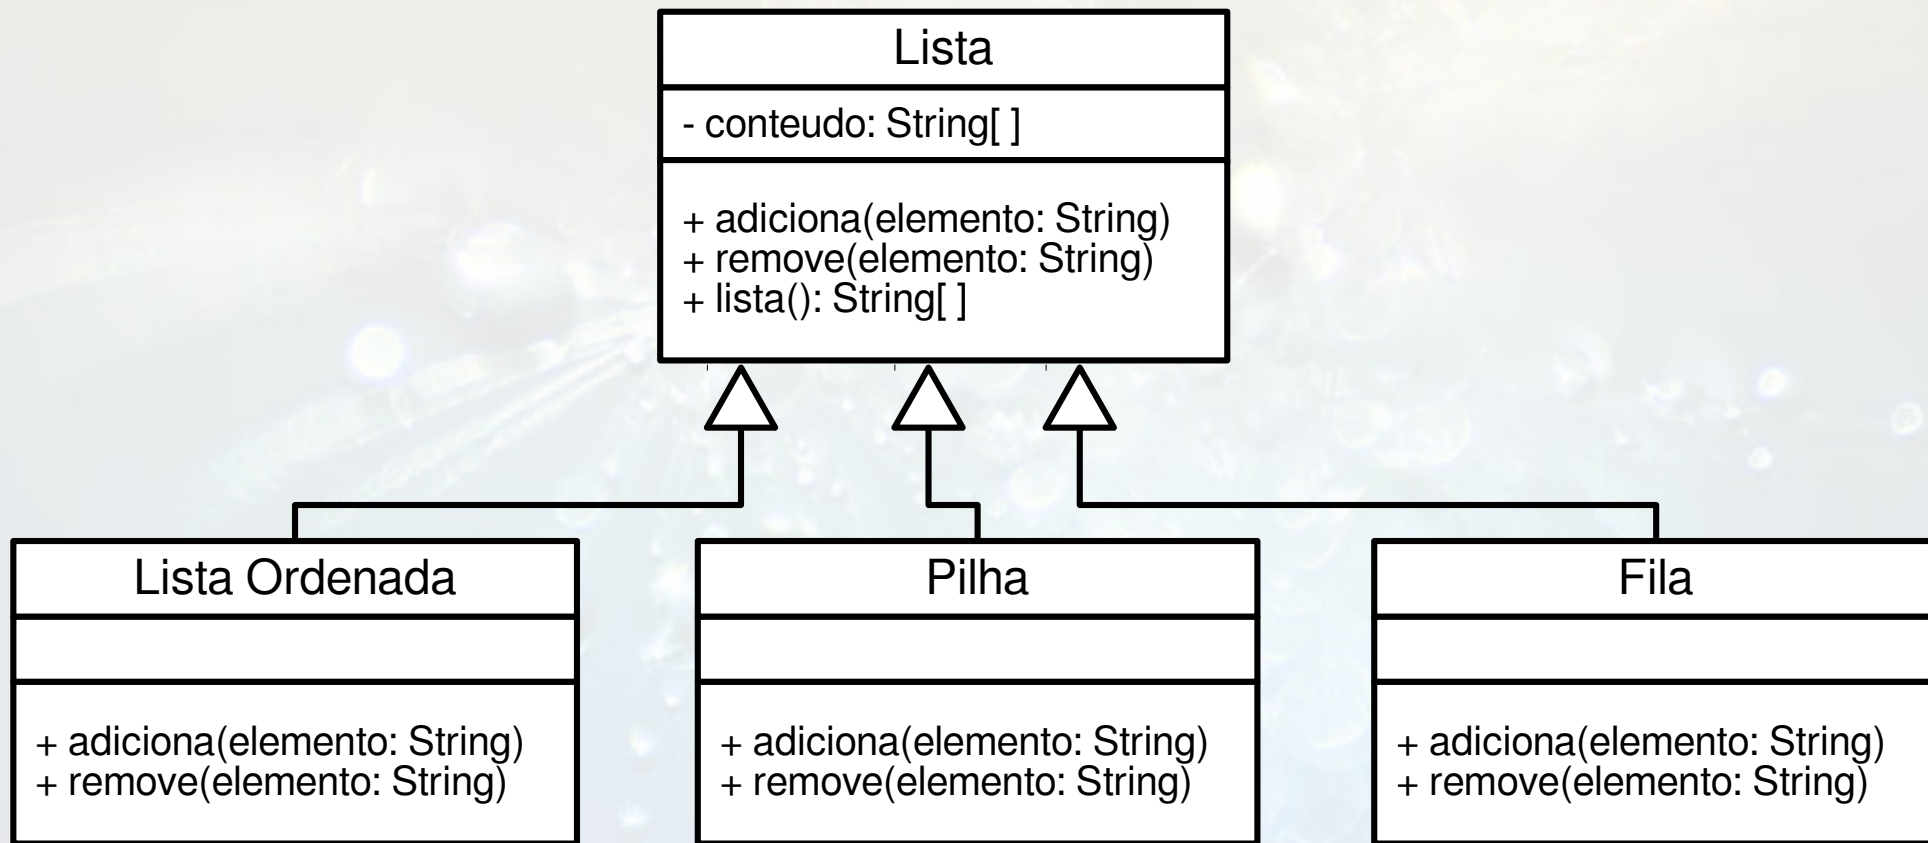 Lista
- conteudo: String[ ]
+ adiciona(elemento: String)
+ remove(elemento: String)
+ lista(): String[ ]
Lista Ordenada
+ adiciona(elemento: String)
+ remove(elemento: String)
Pilha
+ adiciona(elemento: String)
+ remove(elemento: String)
Fila
+ adiciona(elemento: String)
+ remove(elemento: String)